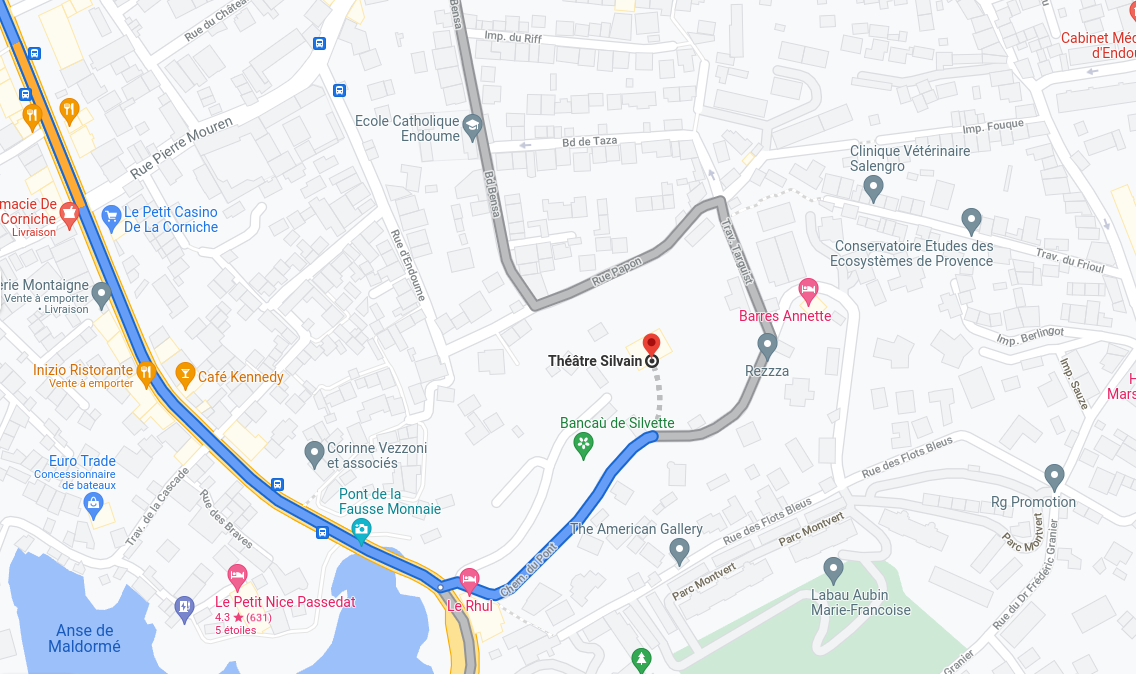 Rue du Châtea
Bensa
Imp. du Riff
Cabinet Méd
d'Endou
Rue Pierre Mouren
Ecole Catholique
Endoume
Bd de Taza
Imp. Fouque
Clinique Vétérinaire
Salengro
Bd Bensa
macie De
Corniche
Livraison
Le Petit Casino
De La Corniche
Rue d'Endoume
Rue Papon
Trav. Targuist
Conservatoire Etudes des
Ecosystèmes de Provence
Trav. du Frioul
erie Montaigne
Vente à emporter
• Livraison
Barres Annette
Imp. Berlingot
Théâtre Silvain
Rezzza
Imp. Sauze
H
Mars
Inizio Ristorante
Vente à emporter
Café Kennedy
Bancaù de Silvette
Corinne Vezzoni
et associés
Rue des Flots Bleus
Euro Trade
Concessionnaire
de bateaux
Trav. de la Cascade
Rue des Braves
Pont de la
Fausse Monnaie
The American Gallery
Rue des Flots Bleus
Parc Montvert
Rg Promotion
Parc Montvert
Rue du Dr Frédéric Granier
Chem. du Pont
Parc Montvert
Le Petit Nice Passedat
4.3 ★ (631)
5 étoiles
Le Rhul
Labau Aubin
Marie-Francoise
Anse de
Maldormé
Granier